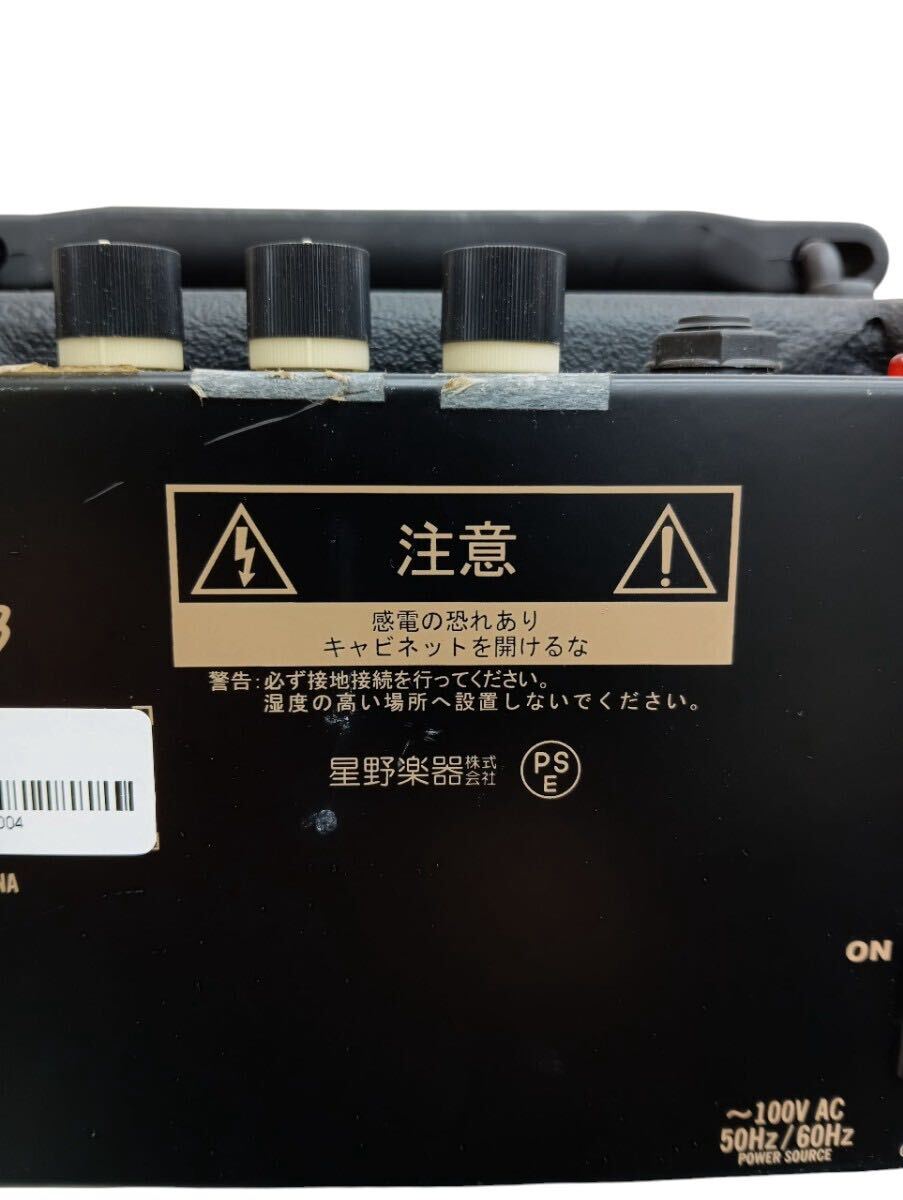 注意
感電の恐れあり
キャビネットを開けるな
警告:必ず接地接続を行ってください。
湿度の高い場所へ設置しないでください。
星野楽器株式会社
PSE
004
NA
ON
～100V AC
50Hz/60Hz
POWER SOURCE